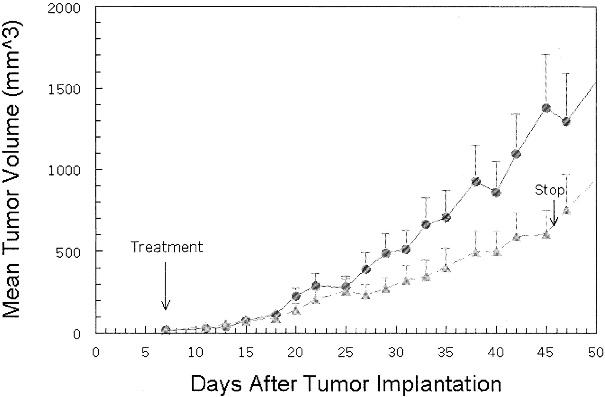 Mean Tumor Volume (mm^3)
2000
1500
1000
500
0
Treatment
Stop
0 5 10 15 20 25 30 35 40 45 50
Days After Tumor Implantation